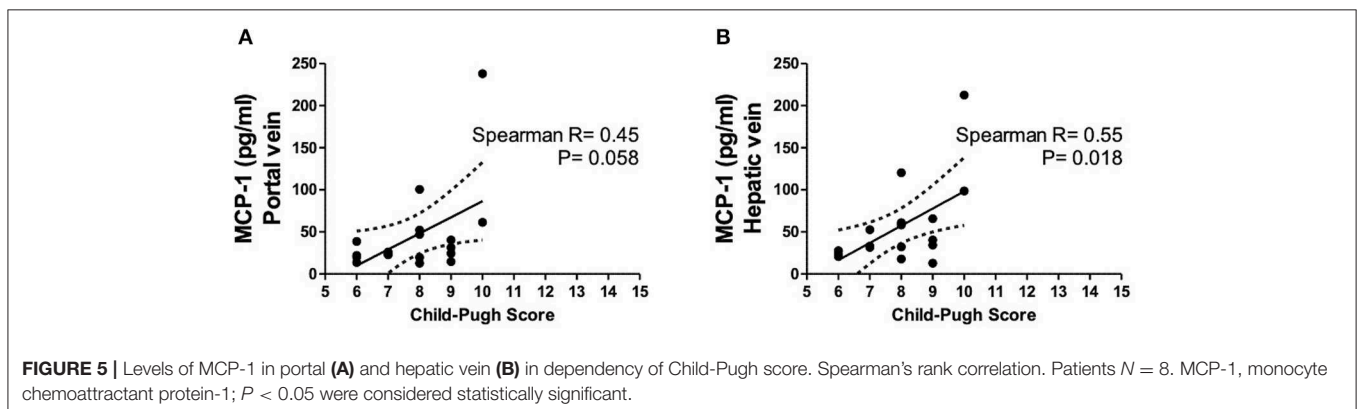 A
MCP-1 (pg/ml)
Portal vein
250
200
150
100
50
0
Spearman R= 0.45
P= 0.058
5 6 7 8 9 10 11 12 13 14 15
Child-Pugh Score
B
MCP-1 (pg/ml)
Hepatic vein
250
200
150
100
50
0
Spearman R= 0.55
P= 0.018
5 6 7 8 9 10 11 12 13 14 15
Child-Pugh Score
FIGURE 5 | Levels of MCP-1 in portal (A) and hepatic vein (B) in dependency of Child-Pugh score. Spearman's rank correlation. Patients N = 8. MCP-1, monocyte
chemoattractant protein-1; P < 0.05 were considered statistically significant.